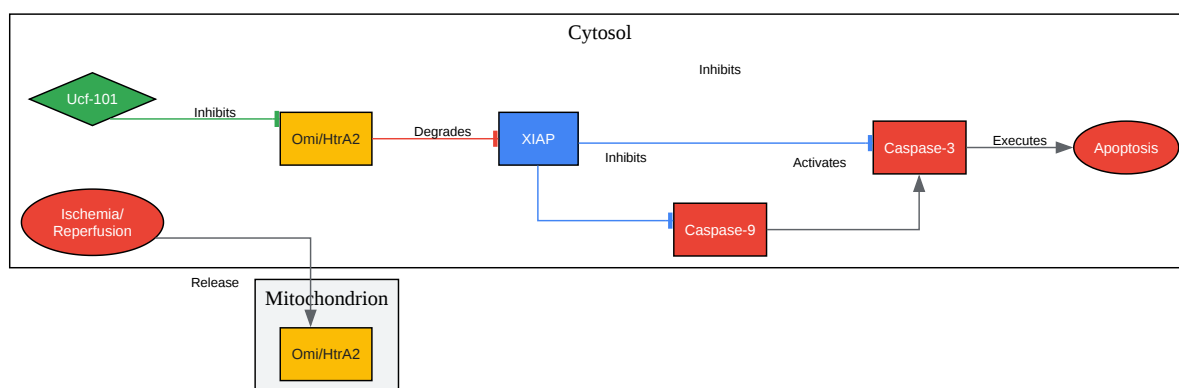 Cytosol
Inhibits
Ucf-101
Inhibits
Omi/HtrA2
Degrades
XIAP
Inhibits
Activates
Caspase-3
Executes
Apoptosis
Ischemia/
Reperfusion
Caspase-9
Release
Mitochondrion
Omi/HtrA2